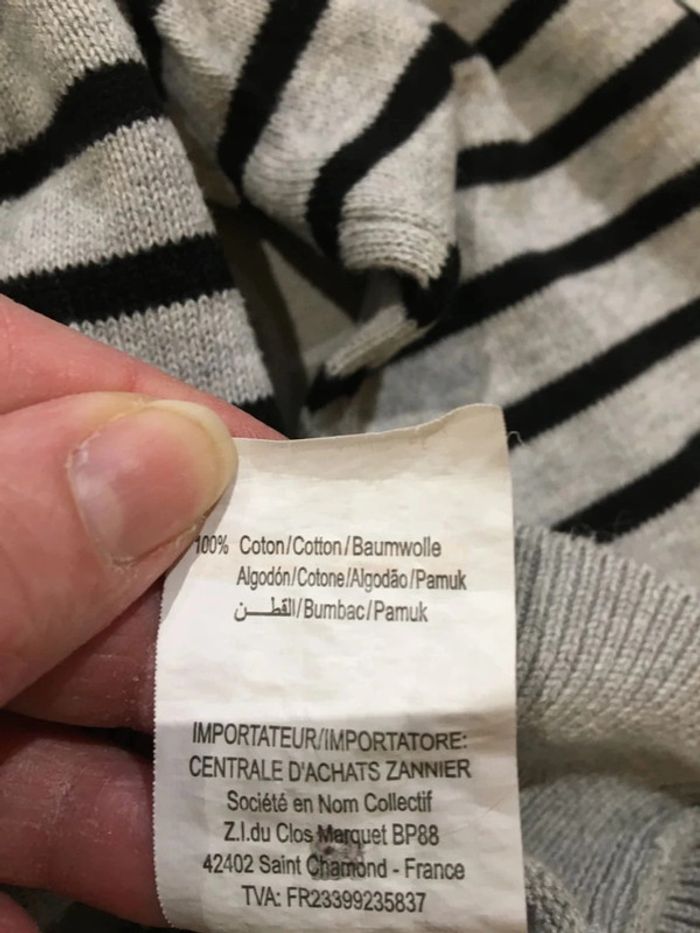 100% Coton/Cotton/Baumwolle
Algodón/Cotone/Algodão/Pamuk
القطـــن/Bumbac/Pamuk
IMPORTATEUR/IMPORTATORE:
CENTRALE D'ACHATS ZANNIER
Société en Nom Collectif
Z.I.du Clos Marquet BP88
42402 Saint Chamond - France
TVA: FR23399235837